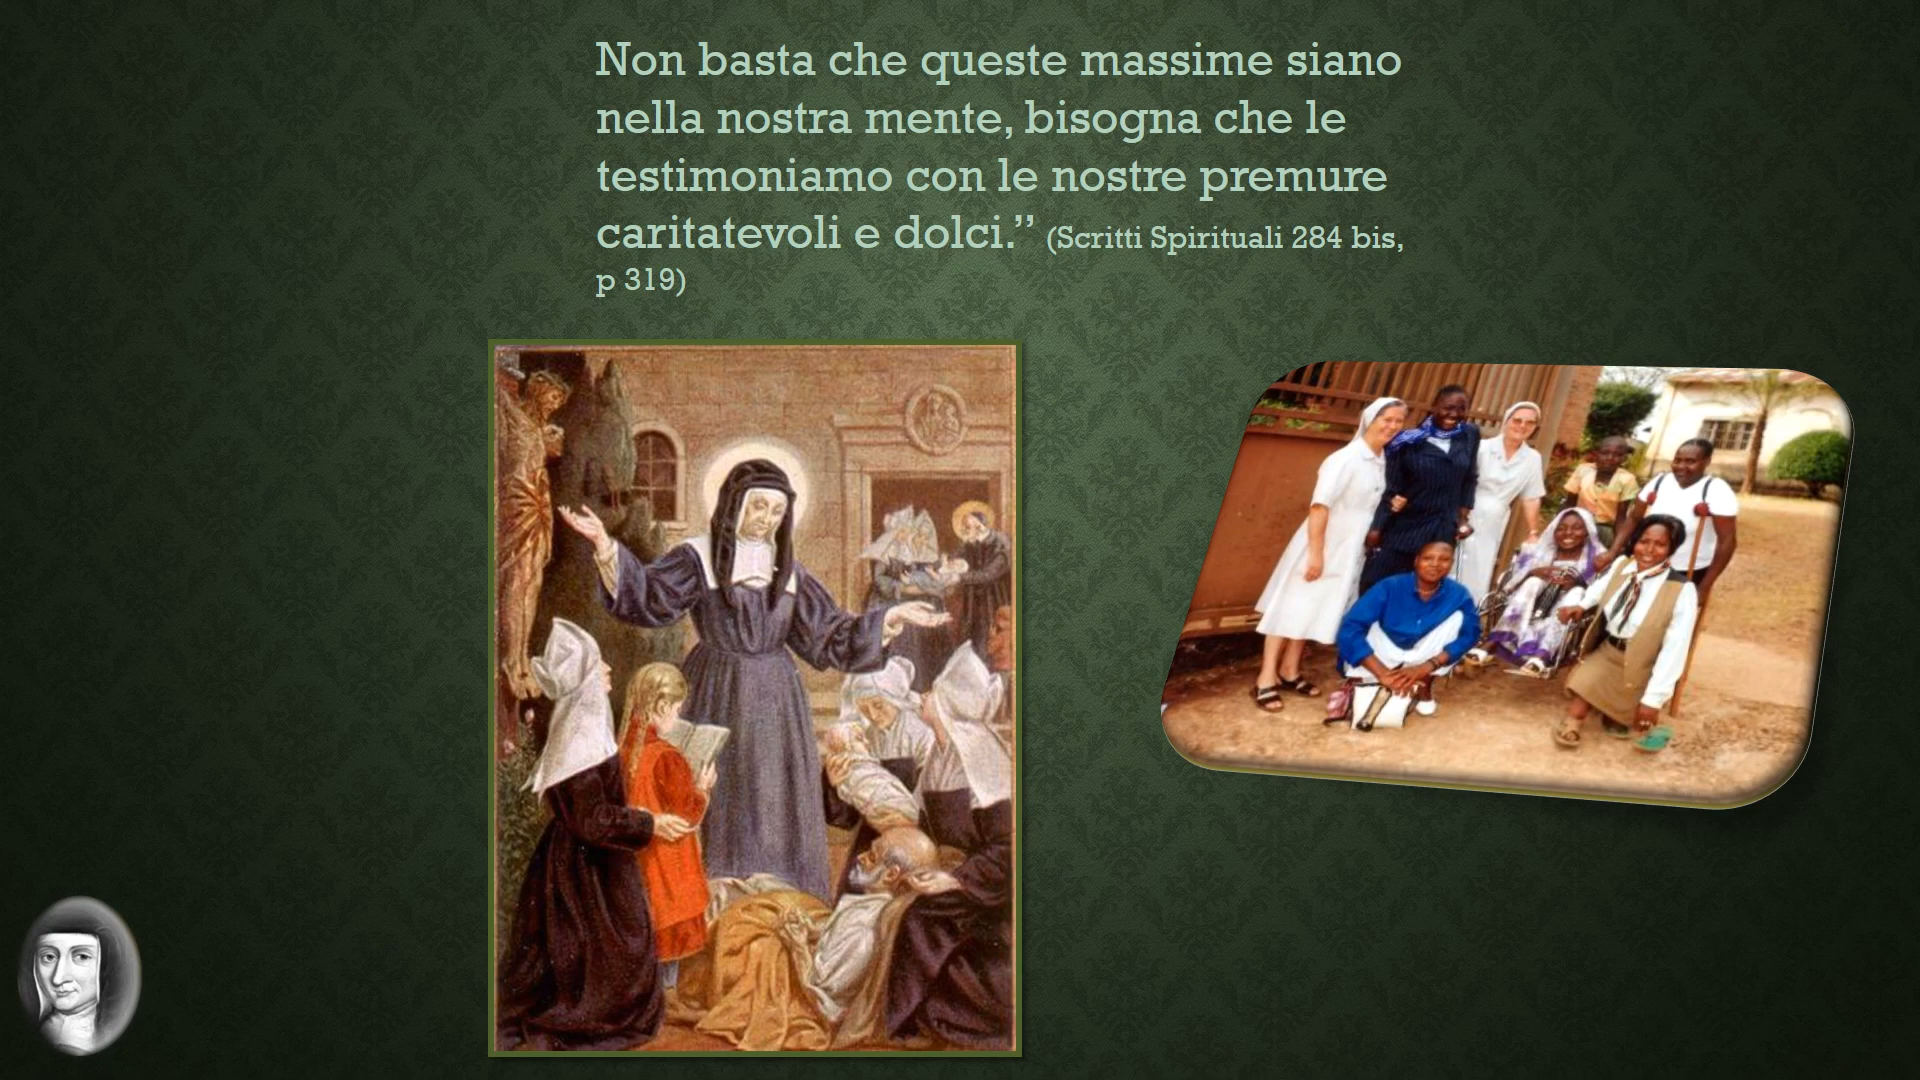 Non basta che queste massime siano
nella nostra mente, bisogna che le
testimoniamo con le nostre premure
caritatevoli e dolci.” (Scritti Spirituali 284 bis,
p 319)